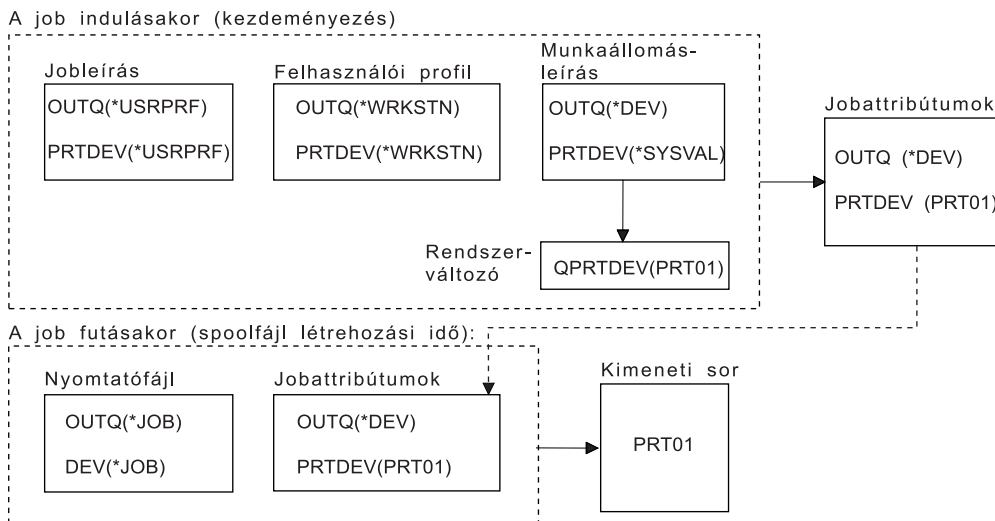 A job indulásakor (kezdeményezés)
Jobleírás
OUTQ(*USRPRF)
PRTDEV(*USRPRF)
Felhasználói profil
OUTQ(*WRKSTN)
PRTDEV(*WRKSTN)
Munkaállomás-
leírás
OUTQ(*DEV)
PRTDEV(*SYSVAL)
Rendszer-
változó
QPRTDEV(PRT01)
Jobattribútumok
OUTQ (*DEV)
PRTDEV (PRT01)
A job futásakor (spoolfájl létrehozási idő):
Nyomtatófájl
OUTQ(*JOB)
DEV(*JOB)
Jobattribútumok
OUTQ(*DEV)
PRTDEV(PRT01)
Kimeneti sor
PRT01